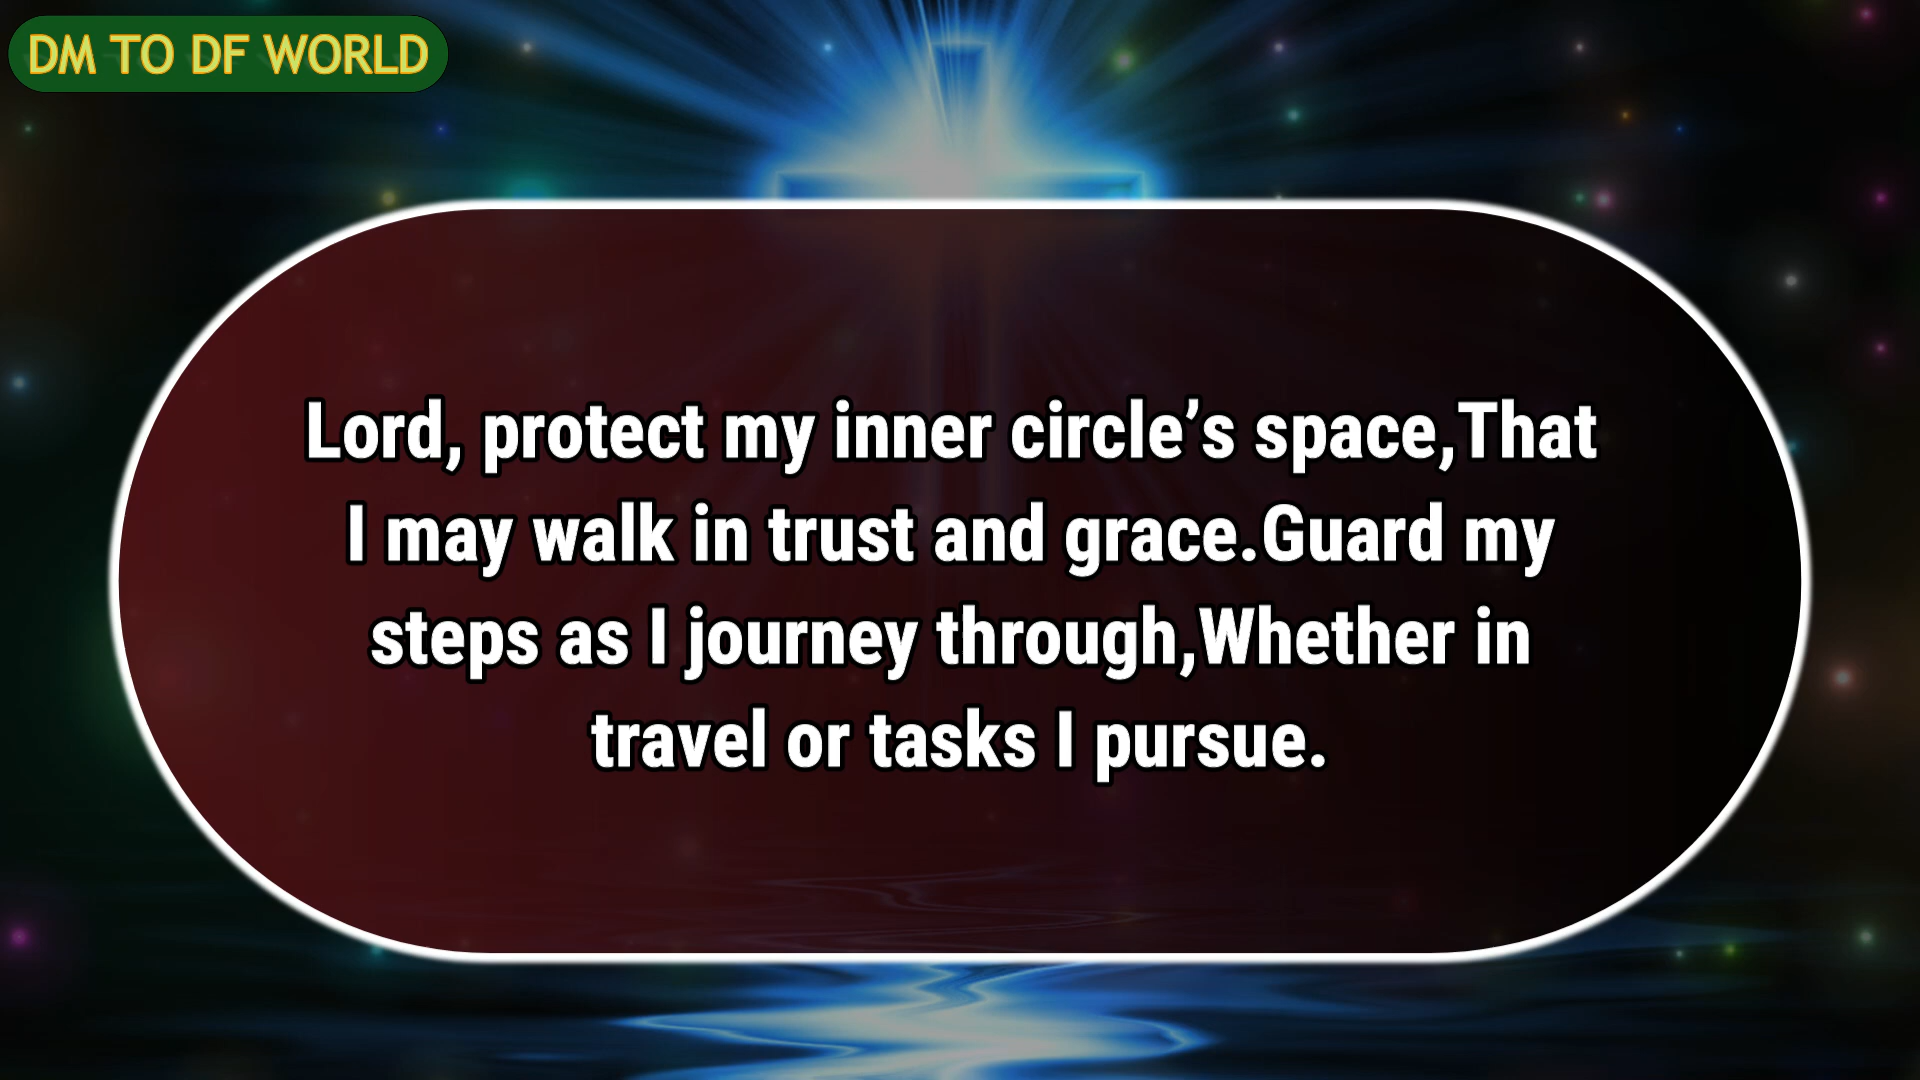 DM TO DF WORLD
Lord, protect my inner circle’s space,That
I may walk in trust and grace.Guard my
steps as I journey through,Whether in
travel or tasks I pursue.